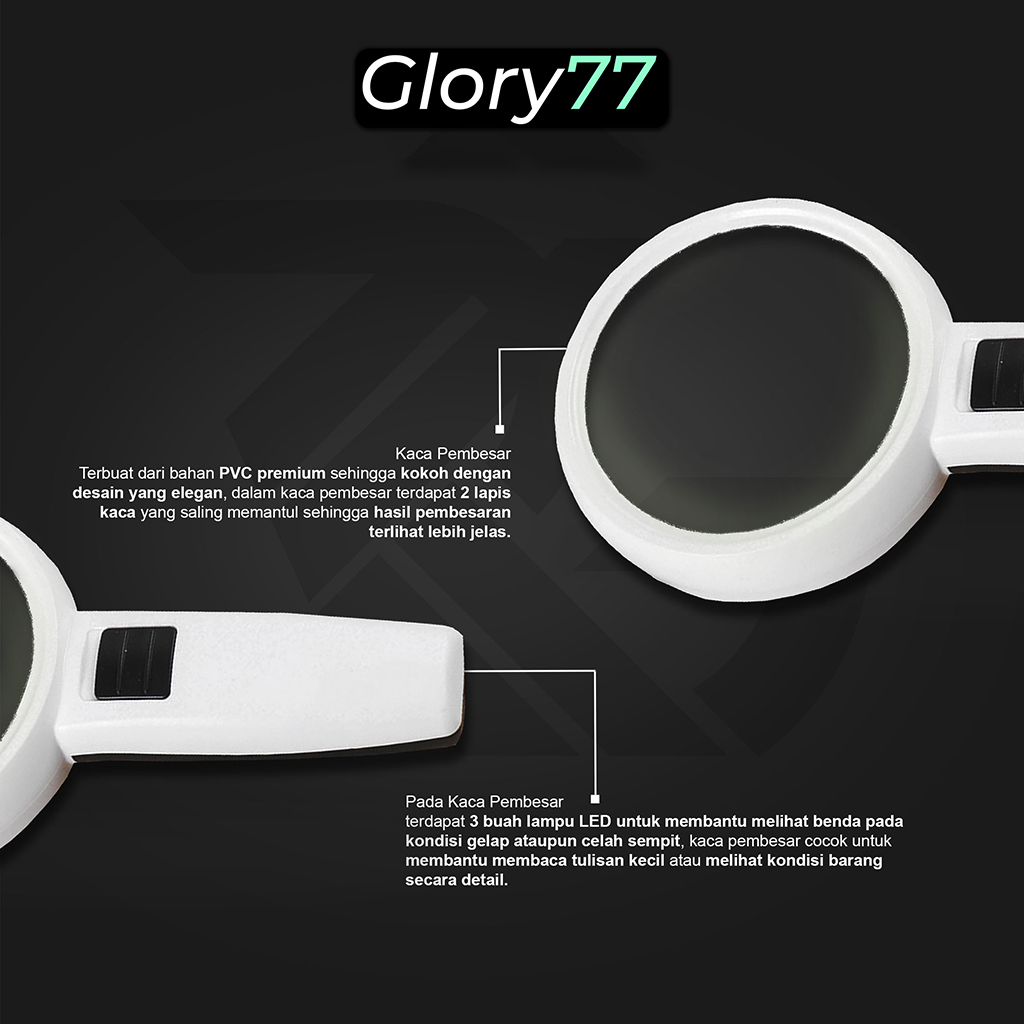 Glory77
Kaca Pembesar
Terbuat dari bahan PVC premium sehingga kokoh dengan
desain yang elegan, dalam kaca pembesar terdapat 2 lapis
kaca yang saling memantul sehingga hasil pembesaran
terlihat lebih jelas.
Pada Kaca Pembesar
terdapat 3 buah lampu LED untuk membantu melihat benda pada
kondisi gelap ataupun celah sempit, kaca pembesar cocok untuk
membantu membaca tulisan kecil atau melihat kondisi barang
secara detail.